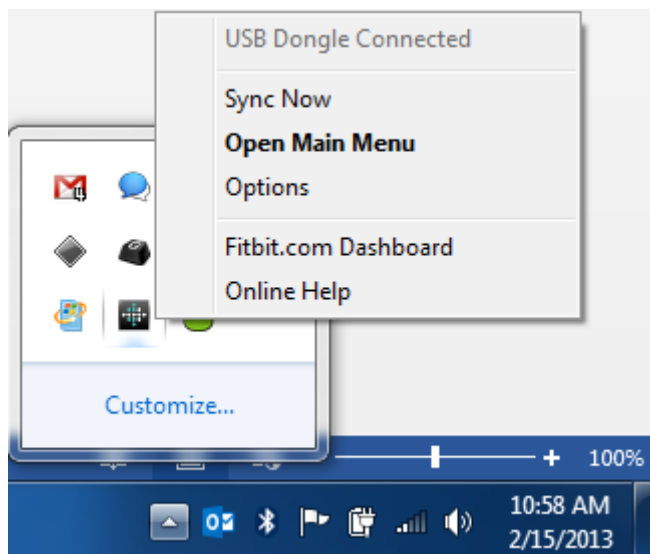 USB Dongle Connected
Sync Now
Open Main Menu
Options
Fitbit.com Dashboard
Online Help
Customize...
100%
10:58 AM
2/15/2013